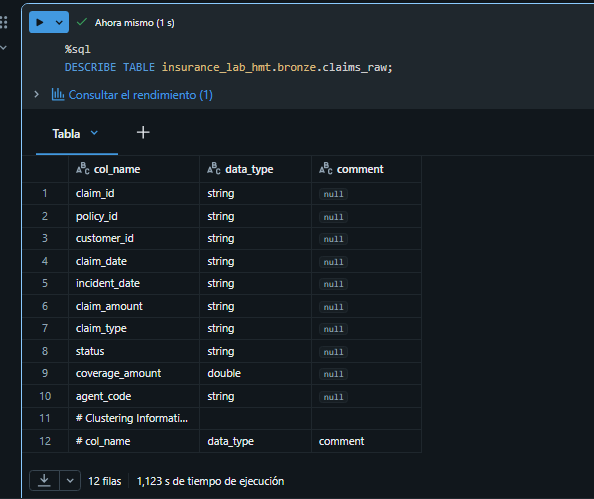 Ahora mismo (1 s)
%sql
DESCRIBE TABLE insurance_lab_hmt.bronze.claims_raw;
Consultar el rendimiento (1)
Tabla
col_name data_type comment
1 claim_id string null
2 policy_id string null
3 customer_id string null
4 claim_date string null
5 incident_date string null
6 claim_amount string null
7 claim_type string null
8 status string null
9 coverage_amount double null
10 agent_code string null
11 # Clustering Informati...
12 # col_name data_type comment
12 filas 1,123 s de tiempo de ejecución